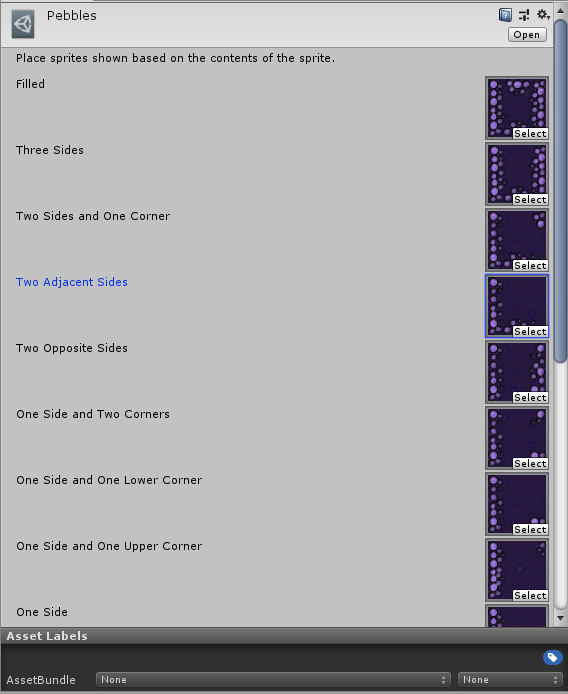 Pebbles
Open
Place sprites shown based on the contents of the sprite.
Filled
Select
Three Sides
Select
Two Sides and One Corner
Select
Two Adjacent Sides
Select
Two Opposite Sides
Select
One Side and Two Corners
Select
One Side and One Lower Corner
Select
One Side and One Upper Corner
Select
One Side
Asset Labels
AssetBundle None None